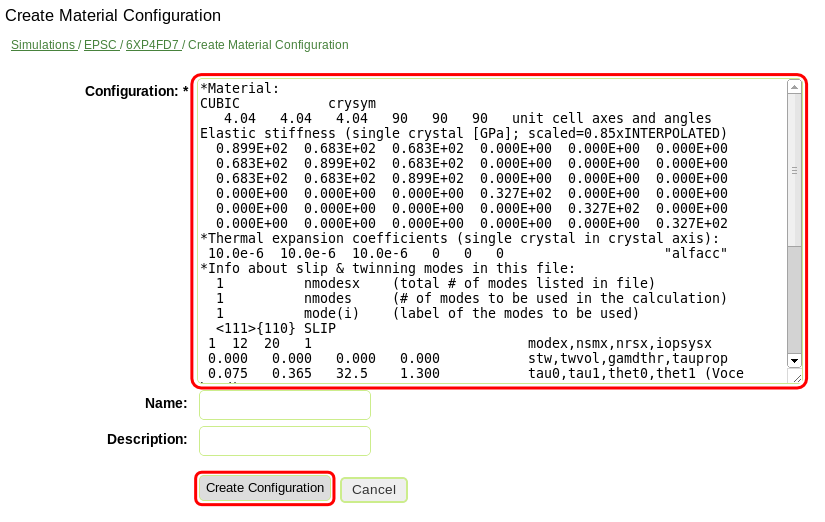 Create Material Configuration
Simulations / EPSC / 6XP4FD7 / Create Material Configuration
Configuration: *
*Material:
CUBIC           crysym
   4.04   4.04   4.04   90   90   90   unit cell axes and angles
Elastic stiffness (single crystal [GPa]; scaled=0.85xINTERPOLATED)
  0.899E+02  0.683E+02  0.683E+02  0.000E+00  0.000E+00  0.000E+00
  0.683E+02  0.899E+02  0.683E+02  0.000E+00  0.000E+00  0.000E+00
  0.683E+02  0.683E+02  0.899E+02  0.000E+00  0.000E+00  0.000E+00
  0.000E+00  0.000E+00  0.000E+00  0.327E+02  0.000E+00  0.000E+00
  0.000E+00  0.000E+00  0.000E+00  0.000E+00  0.327E+02  0.000E+00
  0.000E+00  0.000E+00  0.000E+00  0.000E+00  0.000E+00  0.327E+02
*Thermal expansion coefficients (single crystal in crystal axis):
 10.0e-6  10.0e-6  10.0e-6   0   0   0                    "alfacc"
*Info about slip & twinning modes in this file:
  1          nmodesx    (total # of modes listed in file)
  1          nmodes     (# of modes to be used in the calculation)
  1          mode(i)    (label of the modes to be used)
  <111>{110} SLIP
 1  12  20   1                           modex,nsmx,nrsx,iopsysx
 0.000   0.000   0.000   0.000           stw,twvol,gamdthr,tauprop
 0.075   0.365   32.5    1.300           tau0,tau1,thet0,thet1 (Voce
Name:
Description:
Create Configuration
Cancel